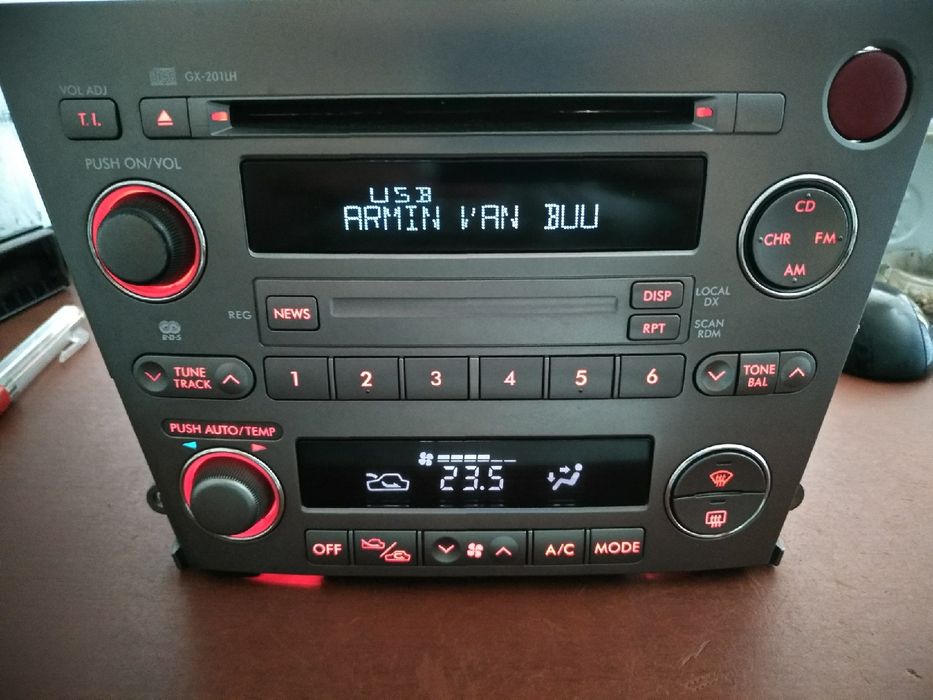 GX-201LH
VOL ADJ
T.I.
PUSH ON/VOL
USB
ARMIN VAN BUU
CD
CHR FM
AM
REG NEWS
DISP LOCAL
DX
RPT SCAN
RDM
R·D·S
TUNE
TRACK
1 2 3 4 5 6
TONE
BAL
PUSH AUTO/TEMP
23.5
OFF A/C MODE